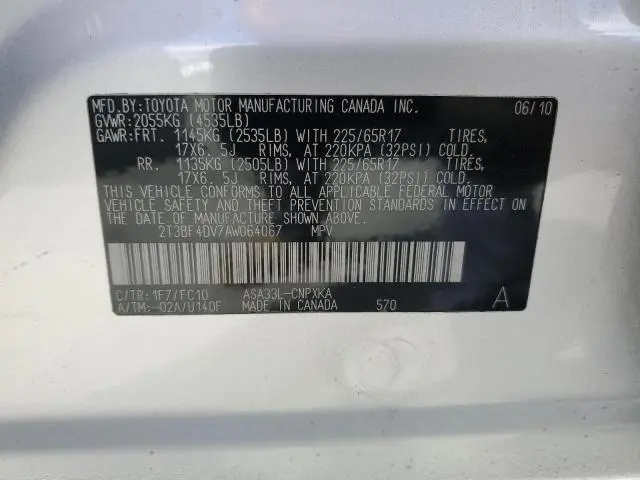 MFD.BY:TOYOTA MOTOR MANUFACTURING CANADA INC. 06/10
GVWR:2055KG (4535LB)
GAWR:FRT. 1145KG (2535LB) WITH 225/65R17 TIRES,
17X6.5J RIMS, AT 220KPA (32PSI) COLD.
RR. 1135KG (2505LB) WITH 225/65R17 TIRES,
17X6.5J RIMS, AT 220KPA (32PSI) COLD.
THIS VEHICLE CONFORMS TO ALL APPLICABLE FEDERAL MOTOR
VEHICLE SAFETY AND THEFT PREVENTION STANDARDS IN EFFECT ON
THE DATE OF MANUFACTURE SHOWN ABOVE.
2T3BF4DV7AW064067 MPV
C/TR:1F7/FC10 ASA33L-CNPXKA
A/TM:-02A/U140F MADE IN CANADA 570 A